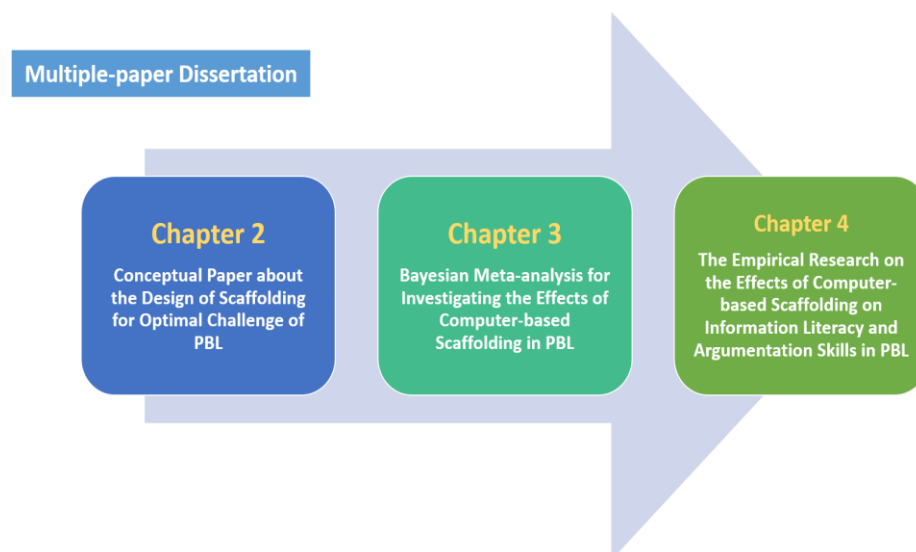 Multiple-paper Dissertation
Chapter 2
Conceptual Paper about
the Design of Scaffolding
for Optimal Challenge of
PBL
Chapter 3
Bayesian Meta-analysis for
Investigating the Effects of
Computer-based
Scaffolding in PBL
Chapter 4
The Empirical Research on
the Effects of Computer-
based Scaffolding on
Information Literacy and
Argumentation Skills in PBL